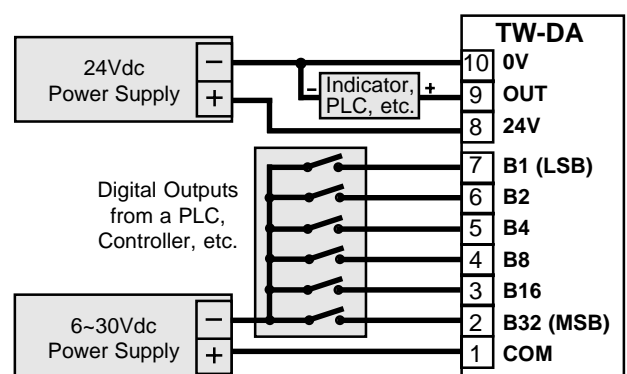 TW-DA
24Vdc
Power Supply
−
+
− Indicator, +
PLC, etc.
10 0V
9 OUT
8 24V
7 B1 (LSB)
6 B2
5 B4
4 B8
3 B16
2 B32 (MSB)
1 COM
Digital Outputs
from a PLC,
Controller, etc.
6~30Vdc
Power Supply
−
+